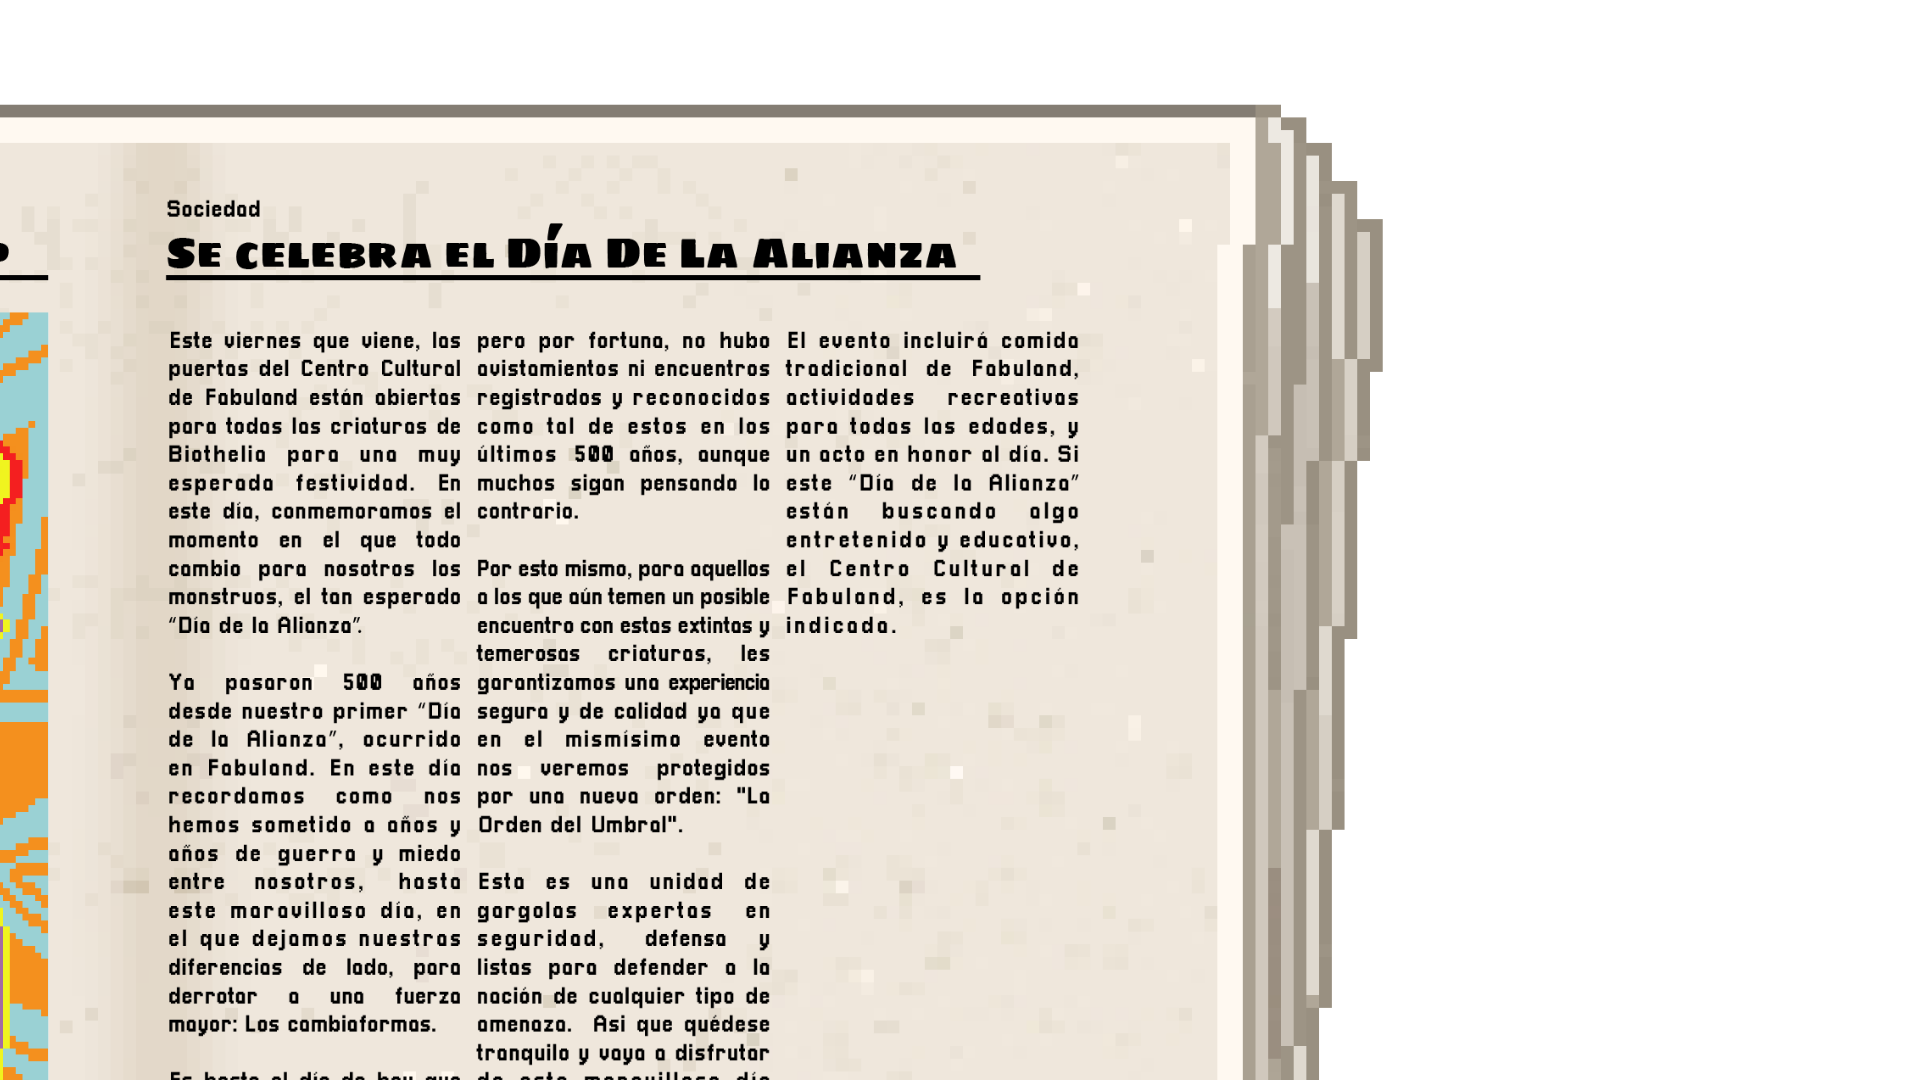 Sociedad
Se celebra el Día De La Alianza
Este viernes que viene, las
puertas del Centro Cultural
de Fabuland están abiertas
para todas las criaturas de
Biothelia para una muy
esperada festividad. En
este día, conmemoramos el
momento en el que todo
cambio para nosotros los
monstruos, el tan esperado
“Día de la Alianza”.
Ya pasaron 500 años
desde nuestro primer “Día
de la Alianza”, ocurrido
en Fabuland. En este día
recordamos como nos
hemos sometido a años y
años de guerra y miedo
entre nosotros, hasta
este maravilloso día, en
el que dejamos nuestras
diferencias de lado, para
derrotar a una fuerza
mayor: Los cambiaformas.
Es hasta el día de hoy que
pero por fortuna, no hubo
avistamientos ni encuentros
registrados y reconocidos
como tal de estos en los
últimos 500 años, aunque
muchos sigan pensando lo
contrario.
Por esto mismo, para aquellos
a los que aún temen un posible
encuentro con estas extintas y
temerosas criaturas, les
garantizamos una experiencia
segura y de calidad ya que
en el mismísimo evento
nos veremos protegidos
por una nueva orden: "La
Orden del Umbral".
Esta es una unidad de
gargolas expertas en
seguridad, defensa y
listas para defender a la
nación de cualquier tipo de
amenaza. Asi que quédese
tranquilo y vaya a disfrutar
de este maravilloso día
El evento incluirá comida
tradicional de Fabuland,
actividades recreativas
para todas las edades, y
un acto en honor al día. Si
este “Día de la Alianza”
están buscando algo
entretenido y educativo,
el Centro Cultural de
Fabuland, es la opción
indicada.